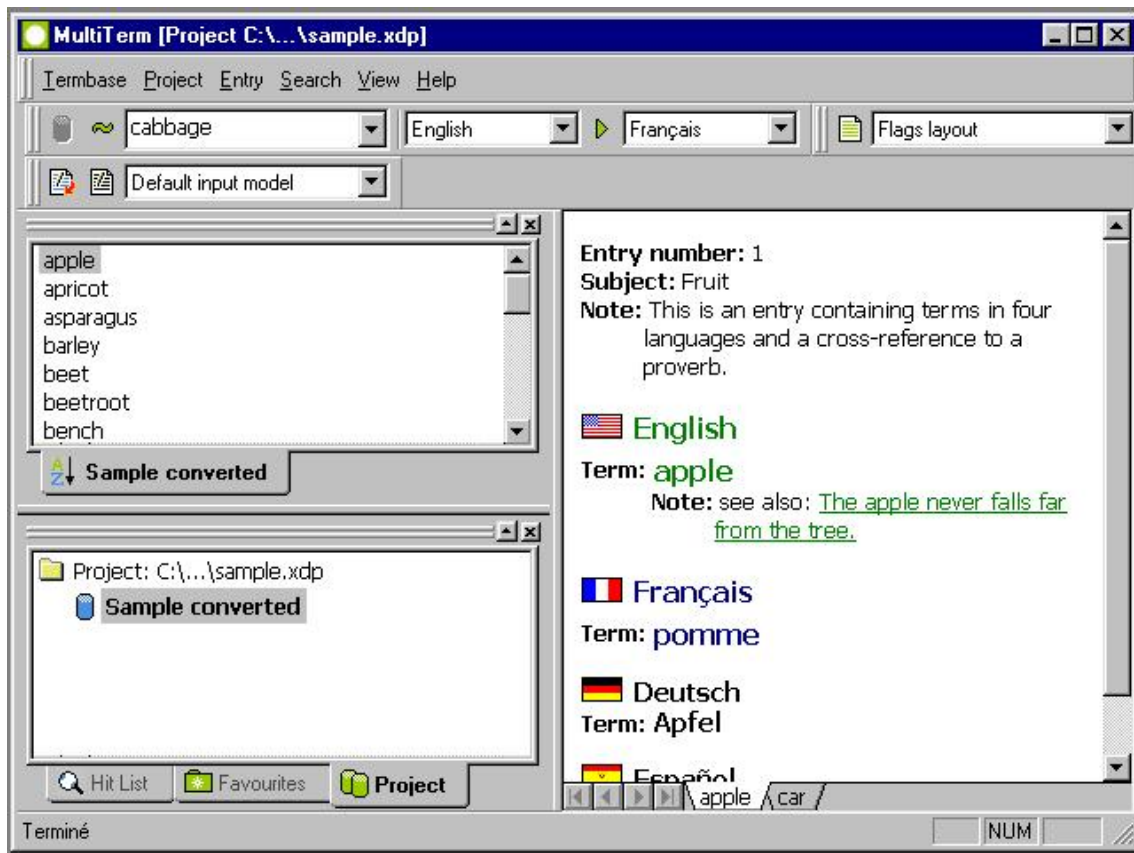 MultiTerm [Project C:\...\sample.xdp]
Termbase Project Entry Search View Help
cabbage English Français Flags layout
Default input model
apple
apricot
asparagus
barley
beet
beetroot
bench
Sample converted
Project: C:\...\sample.xdp
Sample converted
Hit List Favourites Project
Entry number: 1
Subject: Fruit
Note: This is an entry containing terms in four
languages and a cross-reference to a
proverb.
English
Term: apple
Note: see also: The apple never falls far
from the tree.
Français
Term: pomme
Deutsch
Term: Apfel
Español
apple car
Terminé NUM